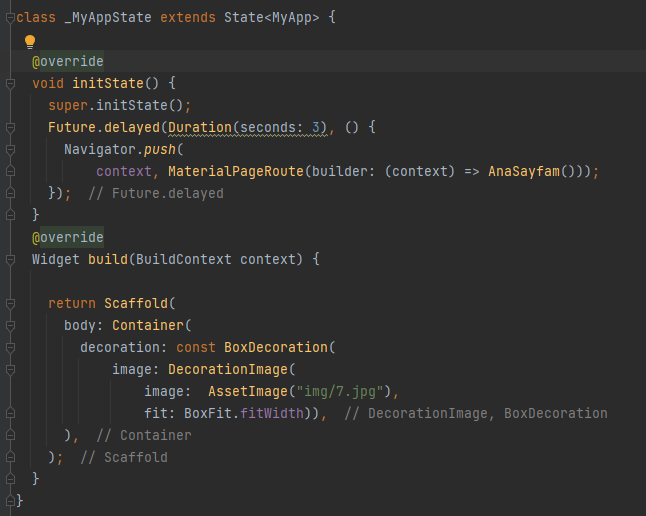 class _MyAppState extends State<MyApp> {
@override
void initState() {
super.initState();
Future.delayed(Duration(seconds: 3), () {
Navigator.push(
context, MaterialPageRoute(builder: (context) => AnaSayfam()));
}); // Future.delayed
}
@override
Widget build(BuildContext context) {
return Scaffold(
body: Container(
decoration: const BoxDecoration(
image: DecorationImage(
image:  AssetImage("img/7.jpg"),
fit: BoxFit.fitWidth)), // DecorationImage, BoxDecoration
), // Container
); // Scaffold
}
}